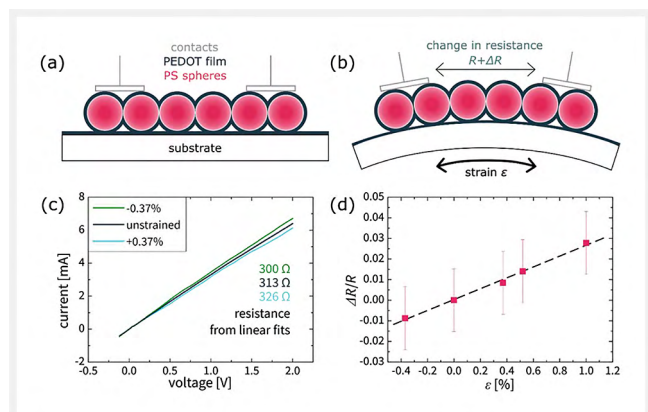 (a)
contacts
PEDOT film
PS spheres
substrate
(b)
change in resistance
R+ΔR
strain ε
(c)
8
6
4
2
0
-2
-0.5
0.0
0.5
1.0
1.5
2.0
current [mA]
voltage [V]
-0.37%
unstrained
+0.37%
300 Ω
313 Ω
326 Ω
resistance
from linear fits
(d)
0.05
0.04
0.03
0.02
0.01
0.00
-0.01
-0.02
-0.03
-0.4
-0.2
0.0
0.2
0.4
0.6
0.8
1.0
1.2
ΔR/R
ε [%]